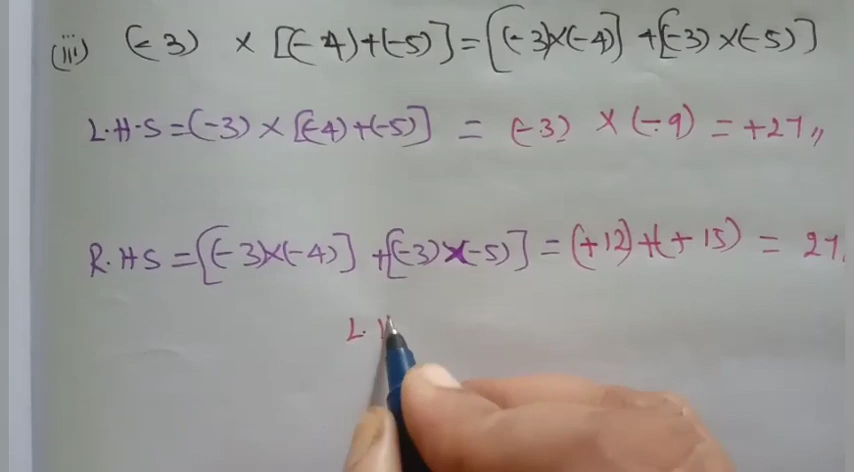 (iii) (-3) × [(-4)+(-5)] = [(-3)×(-4)] + [(-3)×(-5)]
L.H.S = (-3) × [(-4)+(-5)] = (-3) × (-9) = +27,,
R.H.S = [(-3)×(-4)] + [(-3)×(-5)] = (+12)+(+15) = 27.
L.